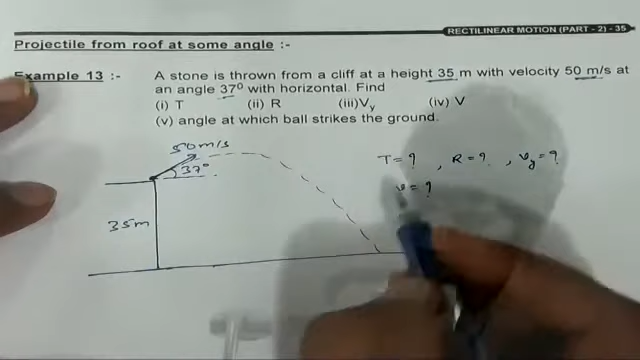 RECTILINEAR MOTION (PART - 2) - 35
Projectile from roof at some angle :-
Example 13 :- A stone is thrown from a cliff at a height 35 m with velocity 50 m/s at
an angle 37⁰ with horizontal. Find
(i) T (ii) R (iii) Vy (iv) V
(v) angle at which ball strikes the ground.
50 m/s
37°
T = ? , R = ? , vy = ?
v = ?
35m